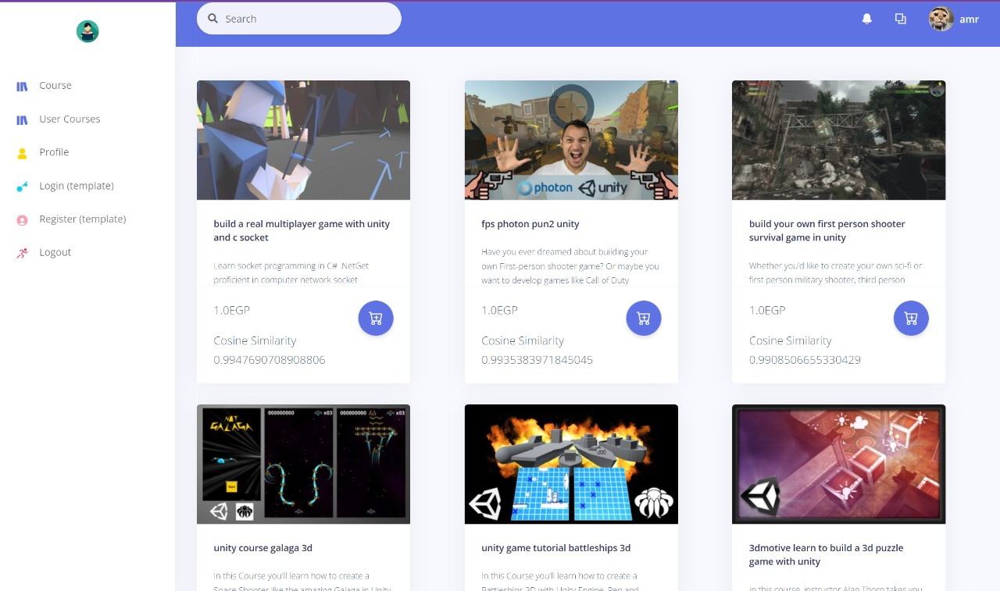 Search
amr
Course
User Courses
Profile
Login (template)
Register (template)
Logout
photon unity
build a real multiplayer game with unity
and c socket
Learn socket programming in C# .NetGet
proficient in computer network socket
1.0EGP
Cosine Similarity
0.9947690708908806
fps photon pun2 unity
Have you ever dreamed about building your
own First-person shooter game? Or maybe you
want to develop games like Call of Duty
1.0EGP
Cosine Similarity
0.9935383971845045
build your own first person shooter
survival game in unity
Whether you'd like to create your own sci-fi or
first person military shooter, third person
1.0EGP
Cosine Similarity
0.9908506655330429
NOT
GALAGA
Start
000000000 x03
000000000 x03
unity course galaga 3d
In this Course you'll learn how to create a
Space Shooter like the amazing Galaga in Unity
unity game tutorial battleships 3d
In this Course you'll learn how to create a
Battleships 3D with Unity Engine. Pen and
3dmotive learn to build a 3d puzzle
game with unity
In this course, instructor Alan Thorn takes you